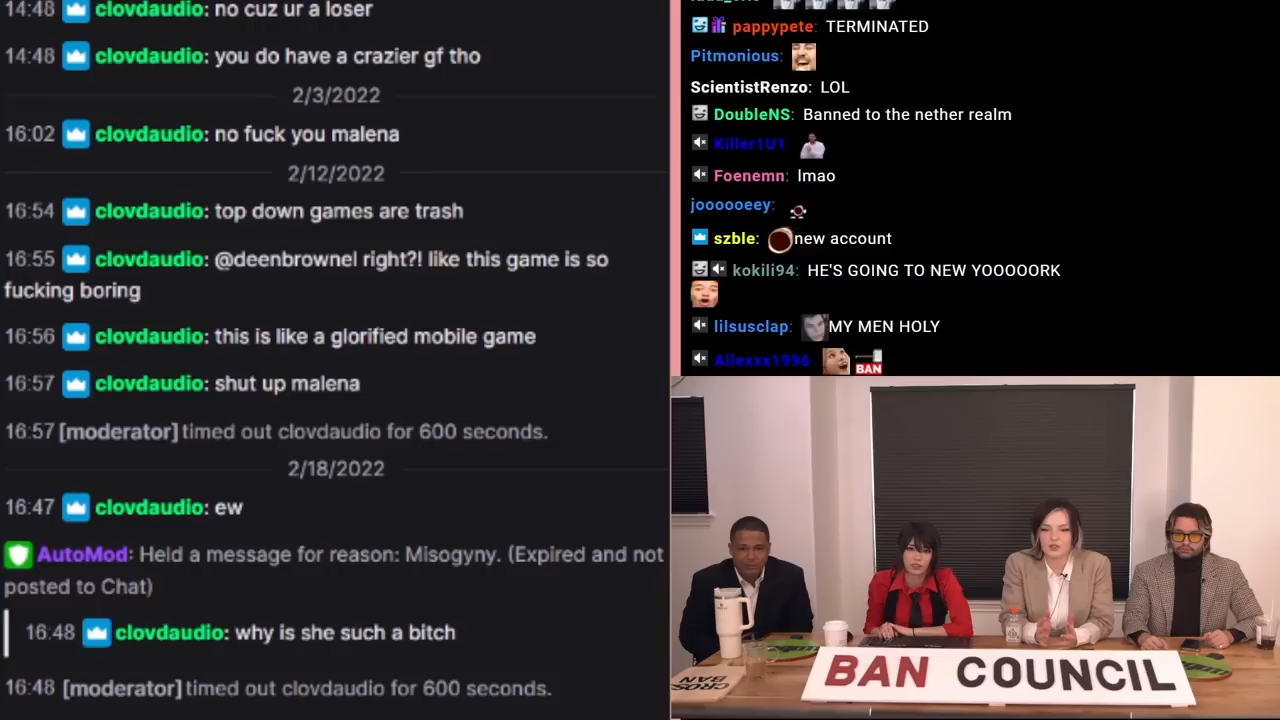 14:48 clovdaudio: no cuz ur a loser
14:48 clovdaudio: you do have a crazier gf tho
2/3/2022
16:02 clovdaudio: no fuck you malena
2/12/2022
16:54 clovdaudio: top down games are trash
16:55 clovdaudio: @deenbrownel right?! like this game is so
fucking boring
16:56 clovdaudio: this is like a glorified mobile game
16:57 clovdaudio: shut up malena
16:57 [moderator] timed out clovdaudio for 600 seconds.
2/18/2022
16:47 clovdaudio: ew
AutoMod: Held a message for reason: Misogyny. (Expired and not
posted to Chat)
16:48 clovdaudio: why is she such a bitch
16:48 [moderator] timed out clovdaudio for 600 seconds.
pappypete: TERMINATED
Pitmonious:
ScientistRenzo: LOL
DoubleNS: Banned to the nether realm
Killer1U1
Foenemn: lmao
joooooeey:
szble: new account
kokili94: HE'S GOING TO NEW YOOOOORK
lilsusclap: MY MEN HOLY
Allexxx1996 BAN
BAN COUNCIL
BAN